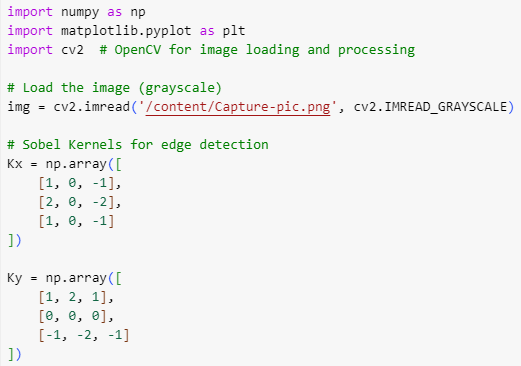 import numpy as np
import matplotlib.pyplot as plt
import cv2  # OpenCV for image loading and processing

# Load the image (grayscale)
img = cv2.imread('/content/Capture-pic.png', cv2.IMREAD_GRAYSCALE)

# Sobel Kernels for edge detection
Kx = np.array([
    [1, 0, -1],
    [2, 0, -2],
    [1, 0, -1]
])

Ky = np.array([
    [1, 2, 1],
    [0, 0, 0],
    [-1, -2, -1]
])